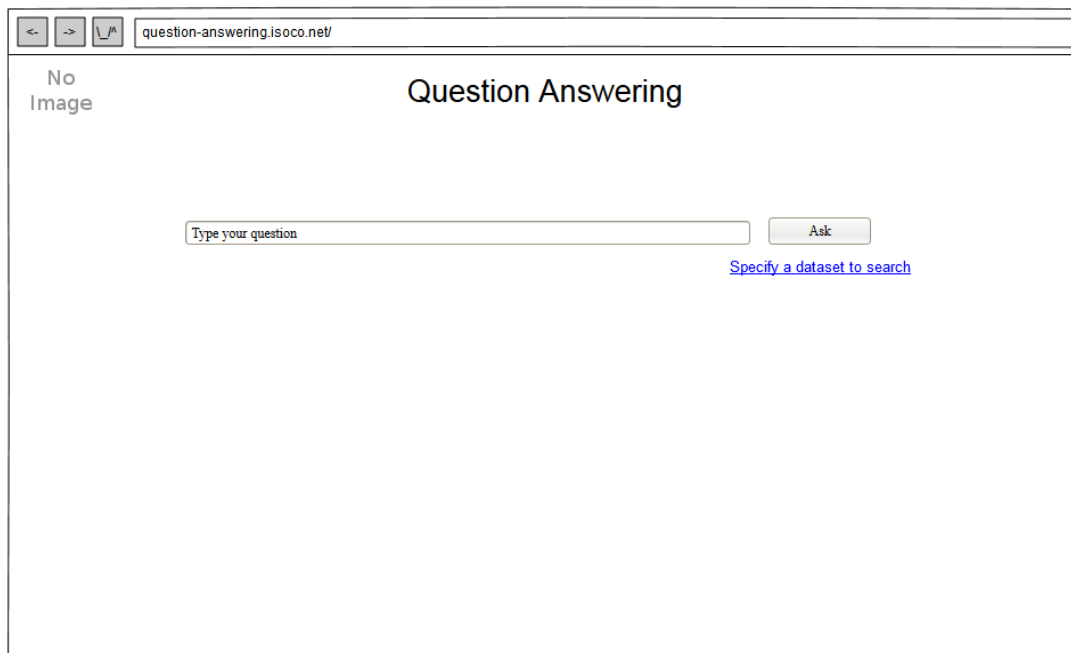 <-
->
\_/^
question-answering.isoco.net/
No
Image
Question Answering
Type your question
Ask
Specify a dataset to search